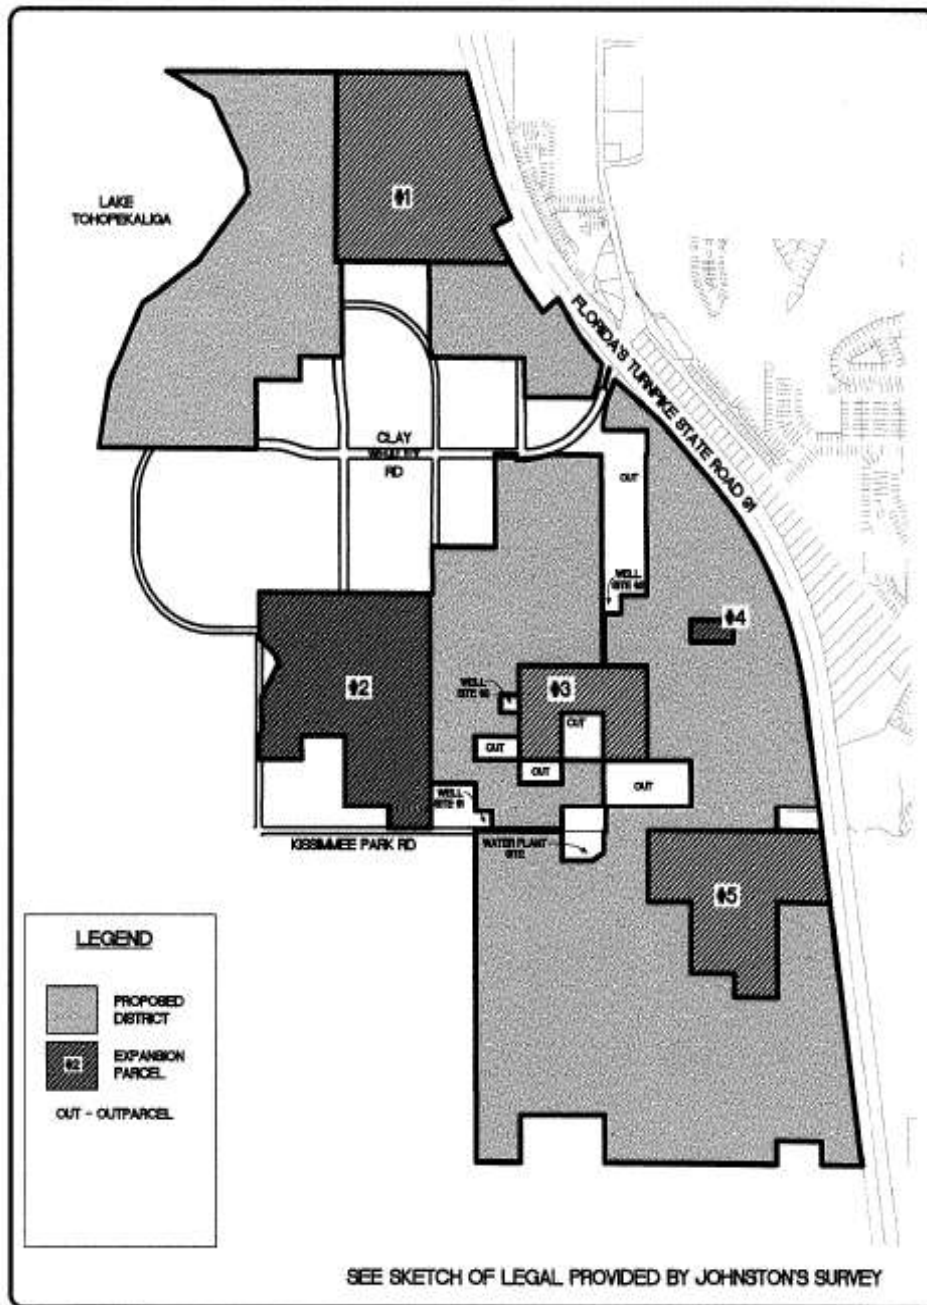 #1
LAKE
TOHOPEKALIGA
FLORIDA'S TURNPIKE STATE ROAD 91
CLAY
WHALEY
RD
OUT
WELL
SITE
#4
#2
WELL
SITE
#3
OUT
OUT
OUT
OUT
WELL
SITE
KISSIMMEE PARK RD
WATER PLANT
SITE
#5
LEGEND
PROPOSED
DISTRICT
#2
EXPANSION
PARCEL
OUT - OUTPARCEL
SEE SKETCH OF LEGAL PROVIDED BY JOHNSTON'S SURVEY